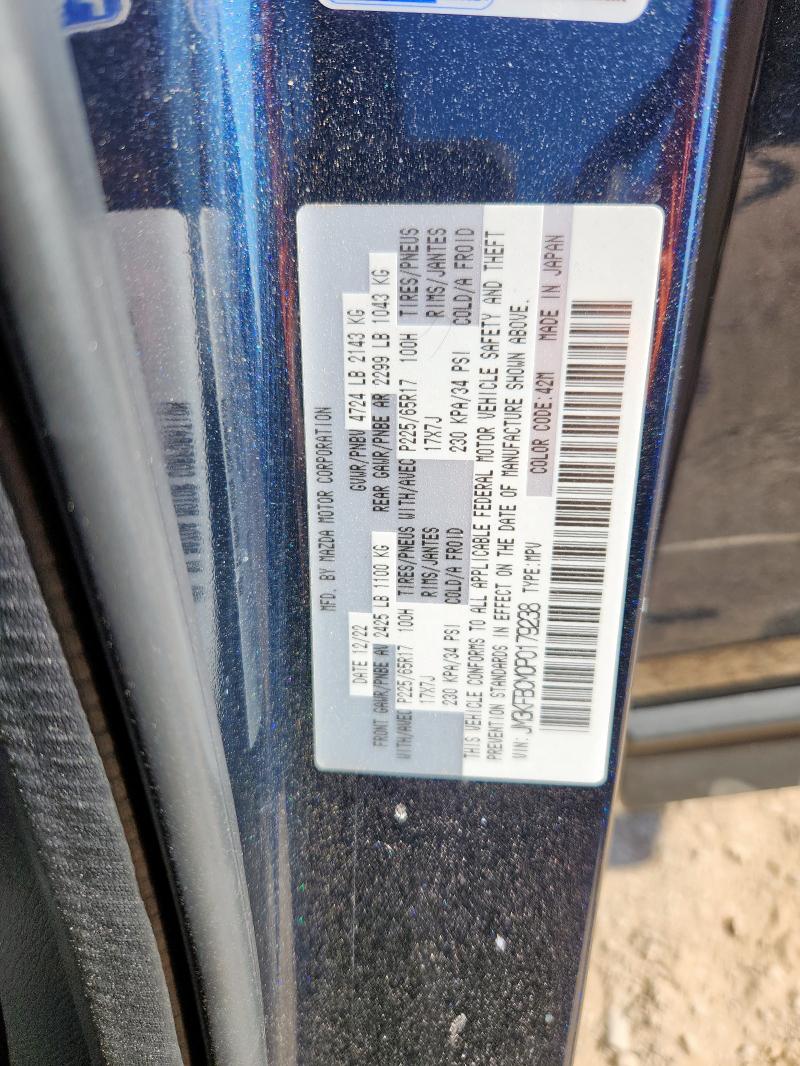 MFD. BY MAZDA MOTOR CORPORATION
DATE 12/22 GVWR/PNBV 4724 LB 2143 KG
FRONT GAWR/PNBE AV 2425 LB 1100 KG REAR GAWR/PNBE AR 2299 LB 1043 KG
WITH/AVEC P225/65R17 100H TIRES/PNEUS WITH/AVEC P225/65R17 100H TIRES/PNEUS
17X7J RIMS/JANTES 17X7J RIMS/JANTES
230 KPA/34 PSI COLD/A FROID 230 KPA/34 PSI COLD/A FROID
THIS VEHICLE CONFORMS TO ALL APPLICABLE FEDERAL MOTOR VEHICLE SAFETY AND THEFT
PREVENTION STANDARDS IN EFFECT ON THE DATE OF MANUFACTURE SHOWN ABOVE.
VIN: JM3KFBCM0P0179238 TYPE:MPV COLOR CODE:42M MADE IN JAPAN